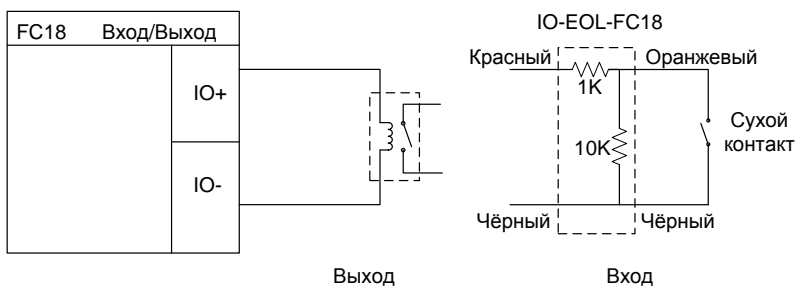 FC18 Вход/Выход
IO+
IO-
Выход
IO-EOL-FC18
Красный
Оранжевый
1K
10K
Сухой
контакт
Чёрный
Чёрный
Вход